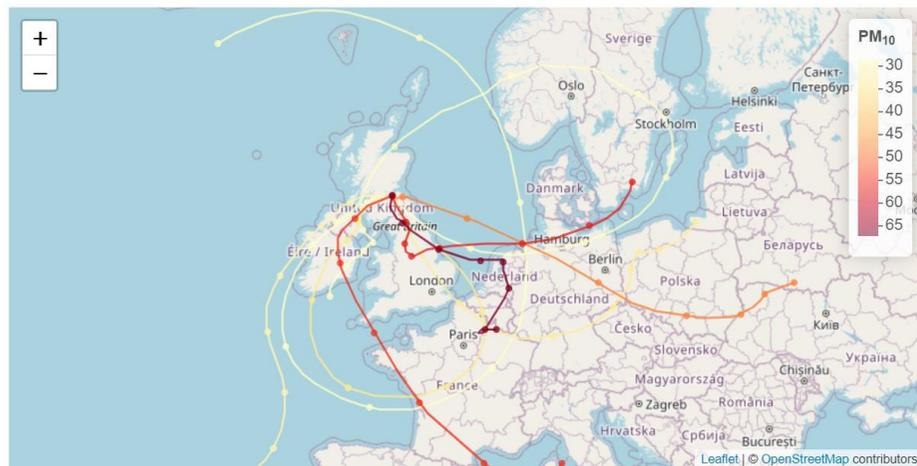 +
−
PM10
30
35
40
45
50
55
60
65
Sverige
Санкт-
Oslo
Helsinki
Stockholm
Eesti
Latvija
Danmark
Lietuva
United Kingdom
Great Britain
Éire / Ireland
Hamburg
Беларусь
Berlin
Nederland
London
Polska
Deutschland
Київ
Paris
Česko
Slovensko
Україна
France
Chișinău
Magyarország
România
Zagreb
Hrvatska
Србија
București
Leaflet | © OpenStreetMap contributors